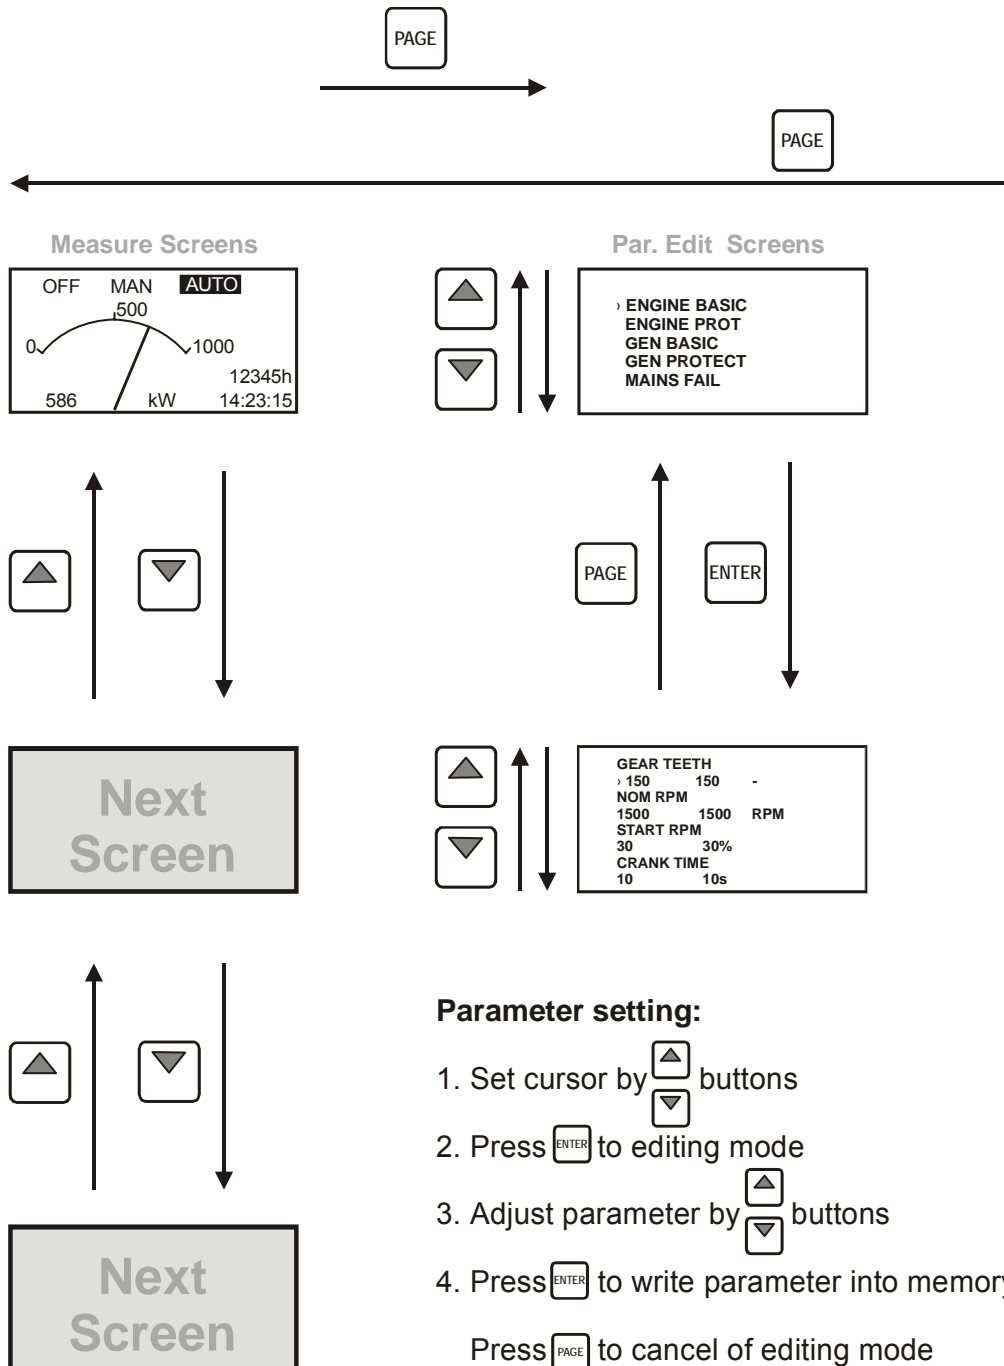 PAGE
PAGE
Measure Screens
OFF MAN AUTO
500
0 1000
12345h
586 kW 14:23:15
Par. Edit Screens
› ENGINE BASIC
ENGINE PROT
GEN BASIC
GEN PROTECT
MAINS FAIL
PAGE
ENTER
Next
Screen
GEAR TEETH
› 150 150 -
NOM RPM
1500 1500 RPM
START RPM
30 30%
CRANK TIME
10 10s
Next
Screen
Parameter setting:
1. Set cursor by buttons
2. Press ENTER to editing mode
3. Adjust parameter by buttons
4. Press ENTER to write parameter into memory
Press PAGE to cancel of editing mode